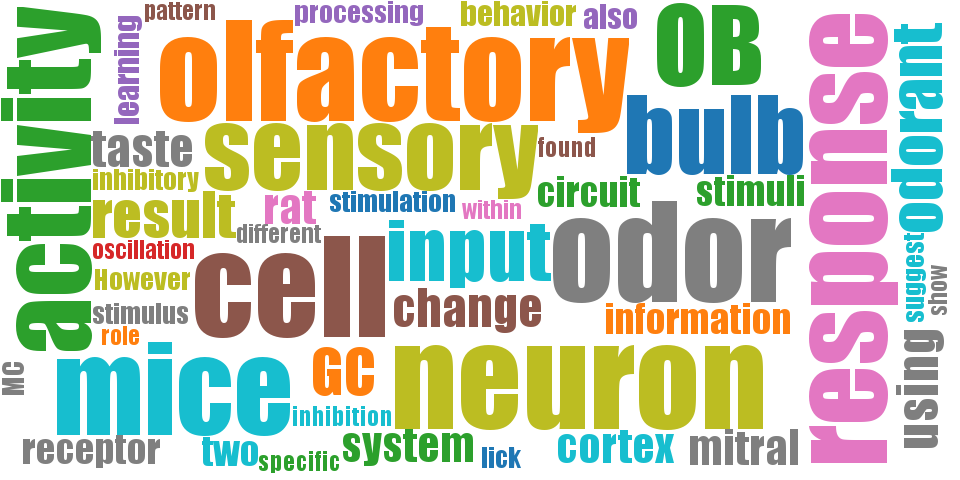 pattern
processing
behavior
also
learning
olfactory
OB
response
odorant
activity
bulb
taste
sensory
found
inhibitory
circuit
stimuli
result
rat
stimulation
within
different
oscillation
input
odor
However
cell
change
suggest
show
stimulus
information
role
using
MC
mice
GC
neuron
inhibition
receptor
two
specific
system
lick
cortex
mitral